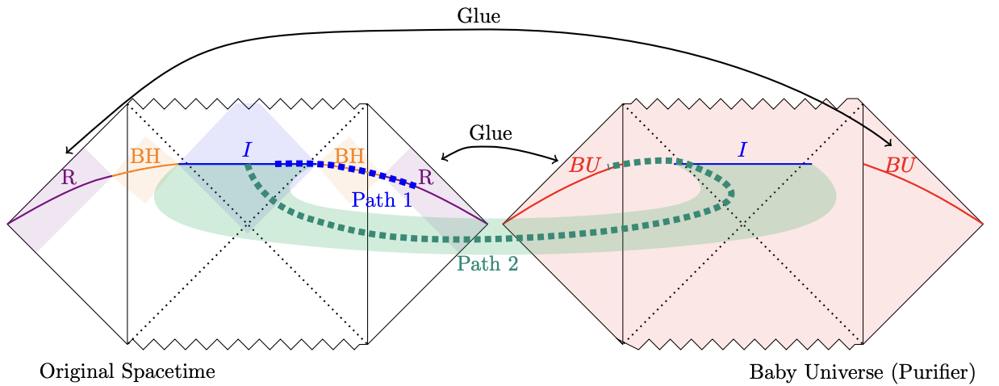 Glue
Glue
R
BH
I
BH
R
Path 1
BU
I
BU
Path 2
Original Spacetime
Baby Universe (Purifier)